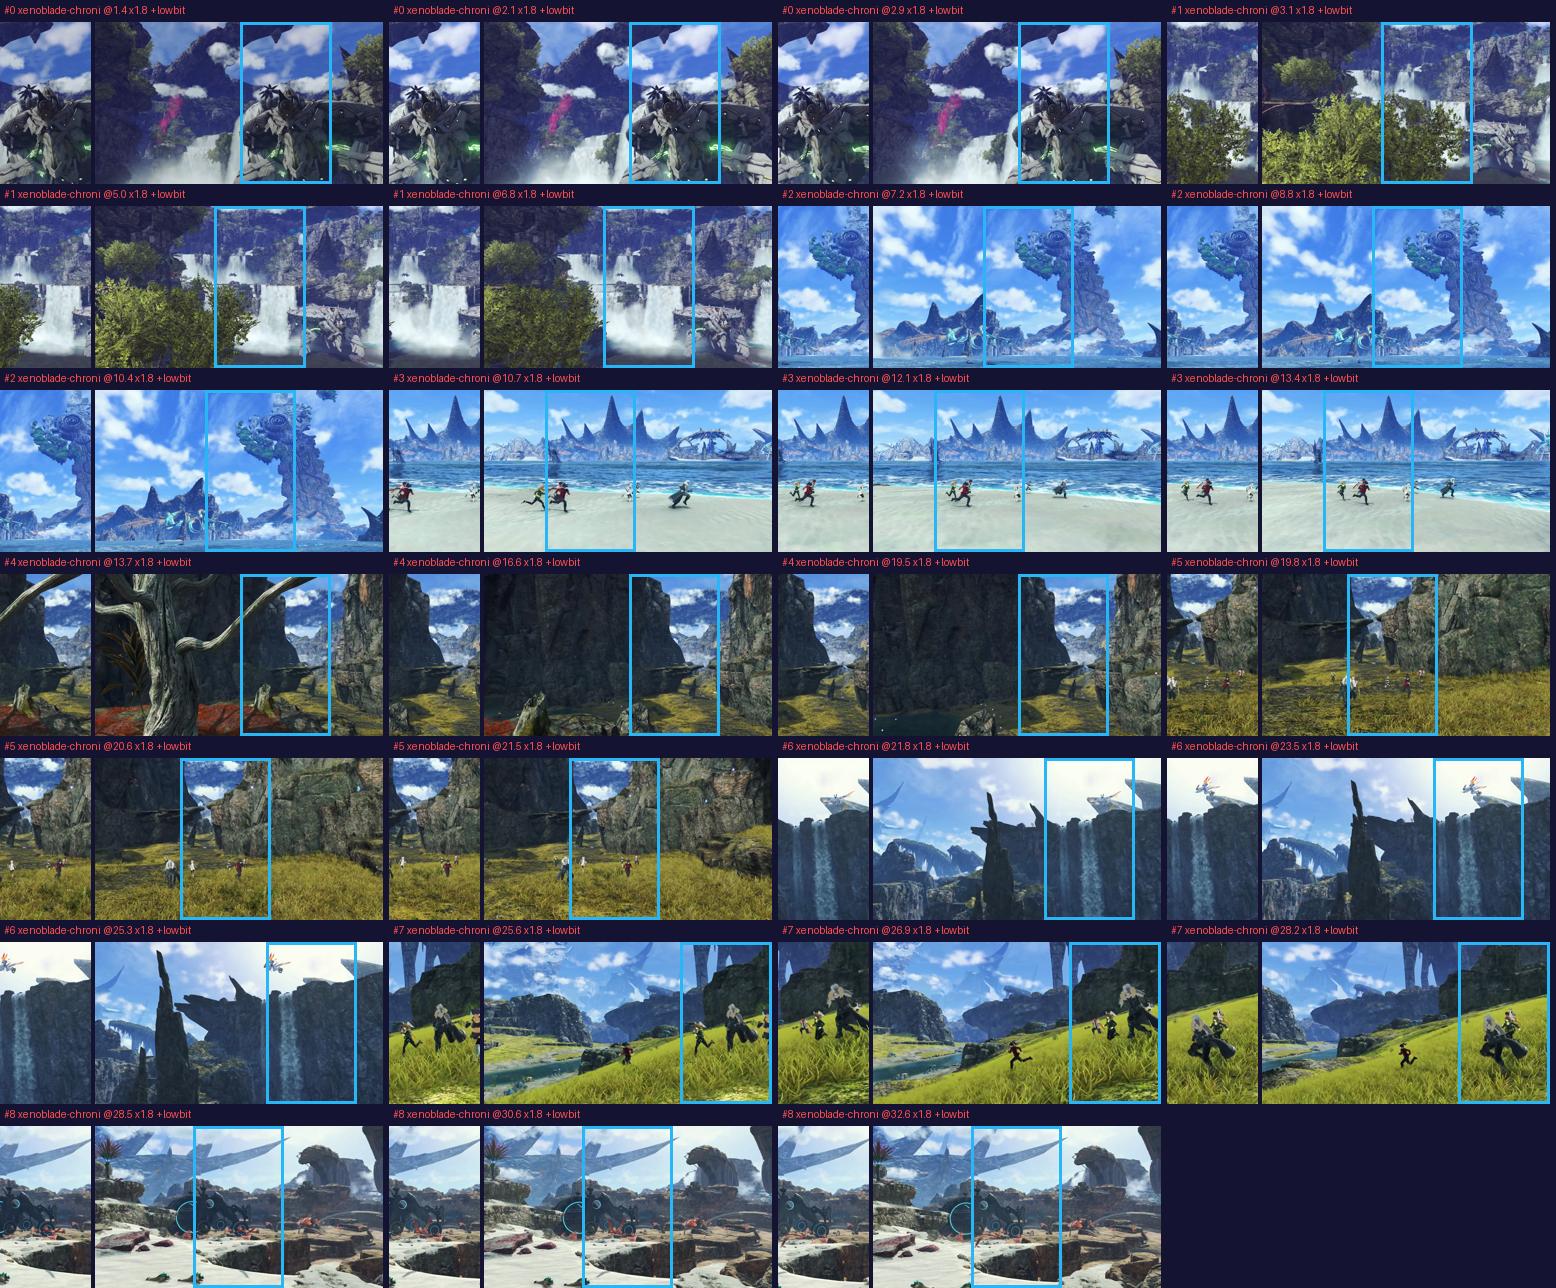 #0 xenoblade-chroni @1.4 x1.8 +lowbit
#0 xenoblade-chroni @2.1 x1.8 +lowbit
#0 xenoblade-chroni @2.9 x1.8 +lowbit
#1 xenoblade-chroni @3.1 x1.8 +lowbit
#1 xenoblade-chroni @5.0 x1.8 +lowbit
#1 xenoblade-chroni @6.8 x1.8 +lowbit
#2 xenoblade-chroni @7.2 x1.8 +lowbit
#2 xenoblade-chroni @8.8 x1.8 +lowbit
#2 xenoblade-chroni @10.4 x1.8 +lowbit
#3 xenoblade-chroni @10.7 x1.8 +lowbit
#3 xenoblade-chroni @12.1 x1.8 +lowbit
#3 xenoblade-chroni @13.4 x1.8 +lowbit
#4 xenoblade-chroni @13.7 x1.8 +lowbit
#4 xenoblade-chroni @16.6 x1.8 +lowbit
#4 xenoblade-chroni @19.5 x1.8 +lowbit
#5 xenoblade-chroni @19.8 x1.8 +lowbit
#5 xenoblade-chroni @20.6 x1.8 +lowbit
#5 xenoblade-chroni @21.5 x1.8 +lowbit
#6 xenoblade-chroni @21.8 x1.8 +lowbit
#6 xenoblade-chroni @23.5 x1.8 +lowbit
#6 xenoblade-chroni @25.3 x1.8 +lowbit
#7 xenoblade-chroni @25.6 x1.8 +lowbit
#7 xenoblade-chroni @26.9 x1.8 +lowbit
#7 xenoblade-chroni @28.2 x1.8 +lowbit
#8 xenoblade-chroni @28.5 x1.8 +lowbit
#8 xenoblade-chroni @30.6 x1.8 +lowbit
#8 xenoblade-chroni @32.6 x1.8 +lowbit